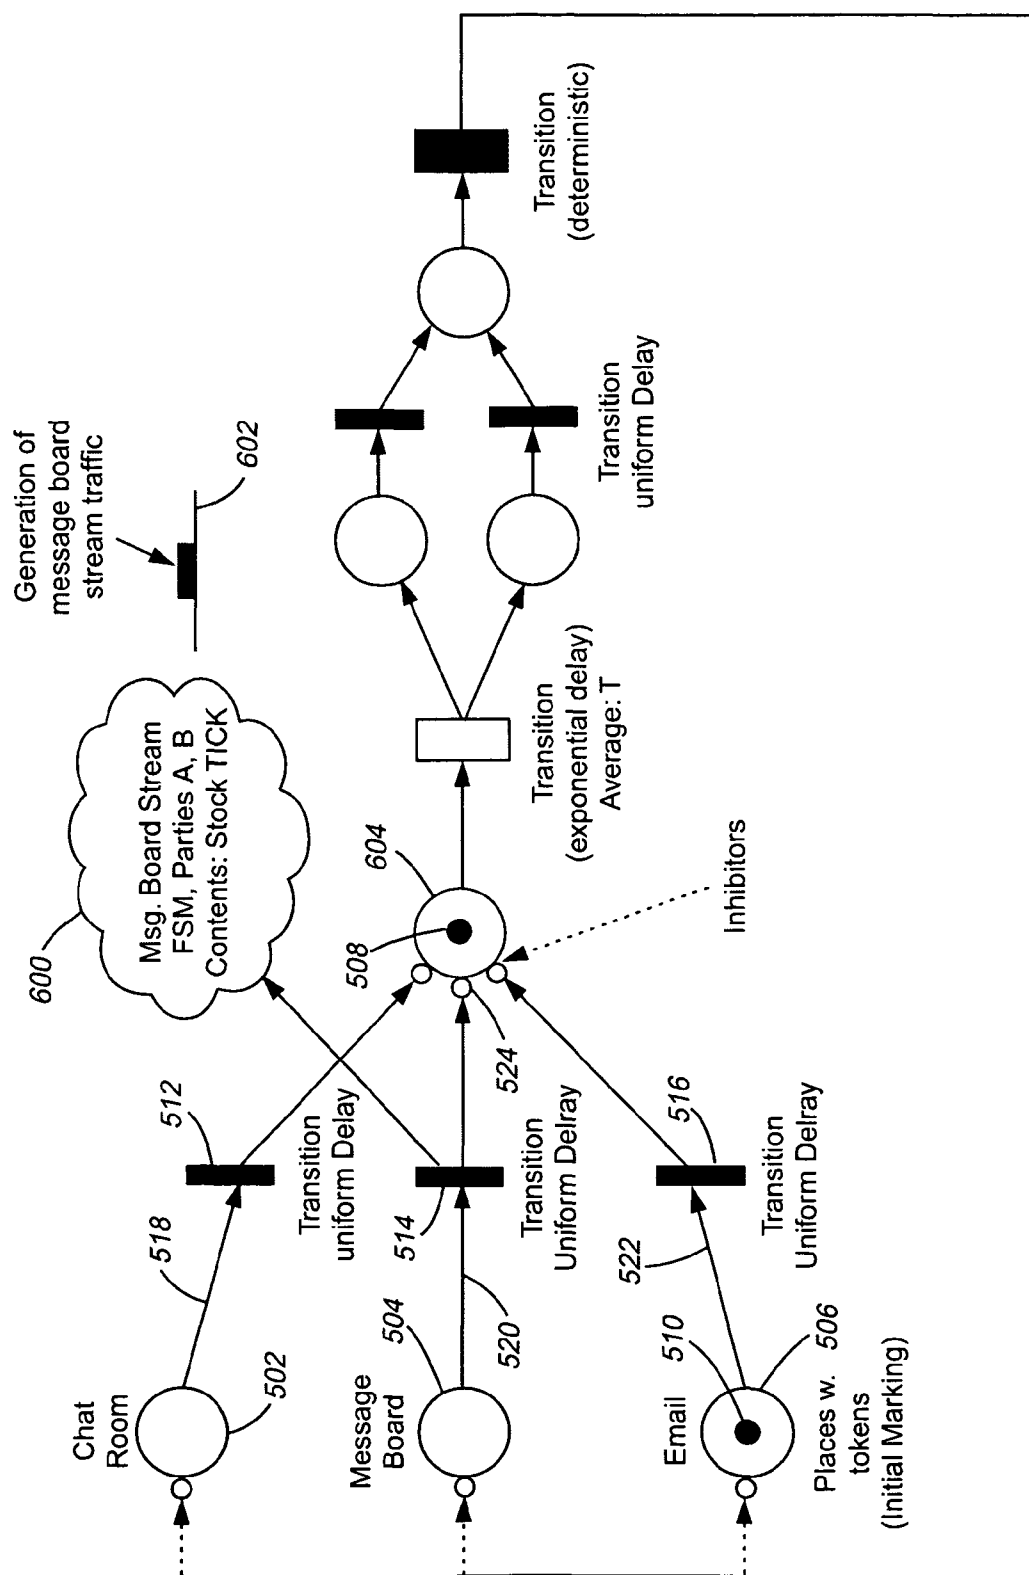 Generation of
message board
stream traffic
602
600
Msg. Board Stream
FSM, Parties A, B
Contents: Stock TICK
Chat
Room
502
518
512
Transition
uniform Delay
Message
Board
504
520
514
Transition
Uniform Delray
Email
510
506
Places w.
tokens
(Initial Marking)
522
516
Transition
Uniform Delray
508
604
524
Inhibitors
Transition
(exponential delay)
Average: T
Transition
uniform Delay
Transition
(deterministic)